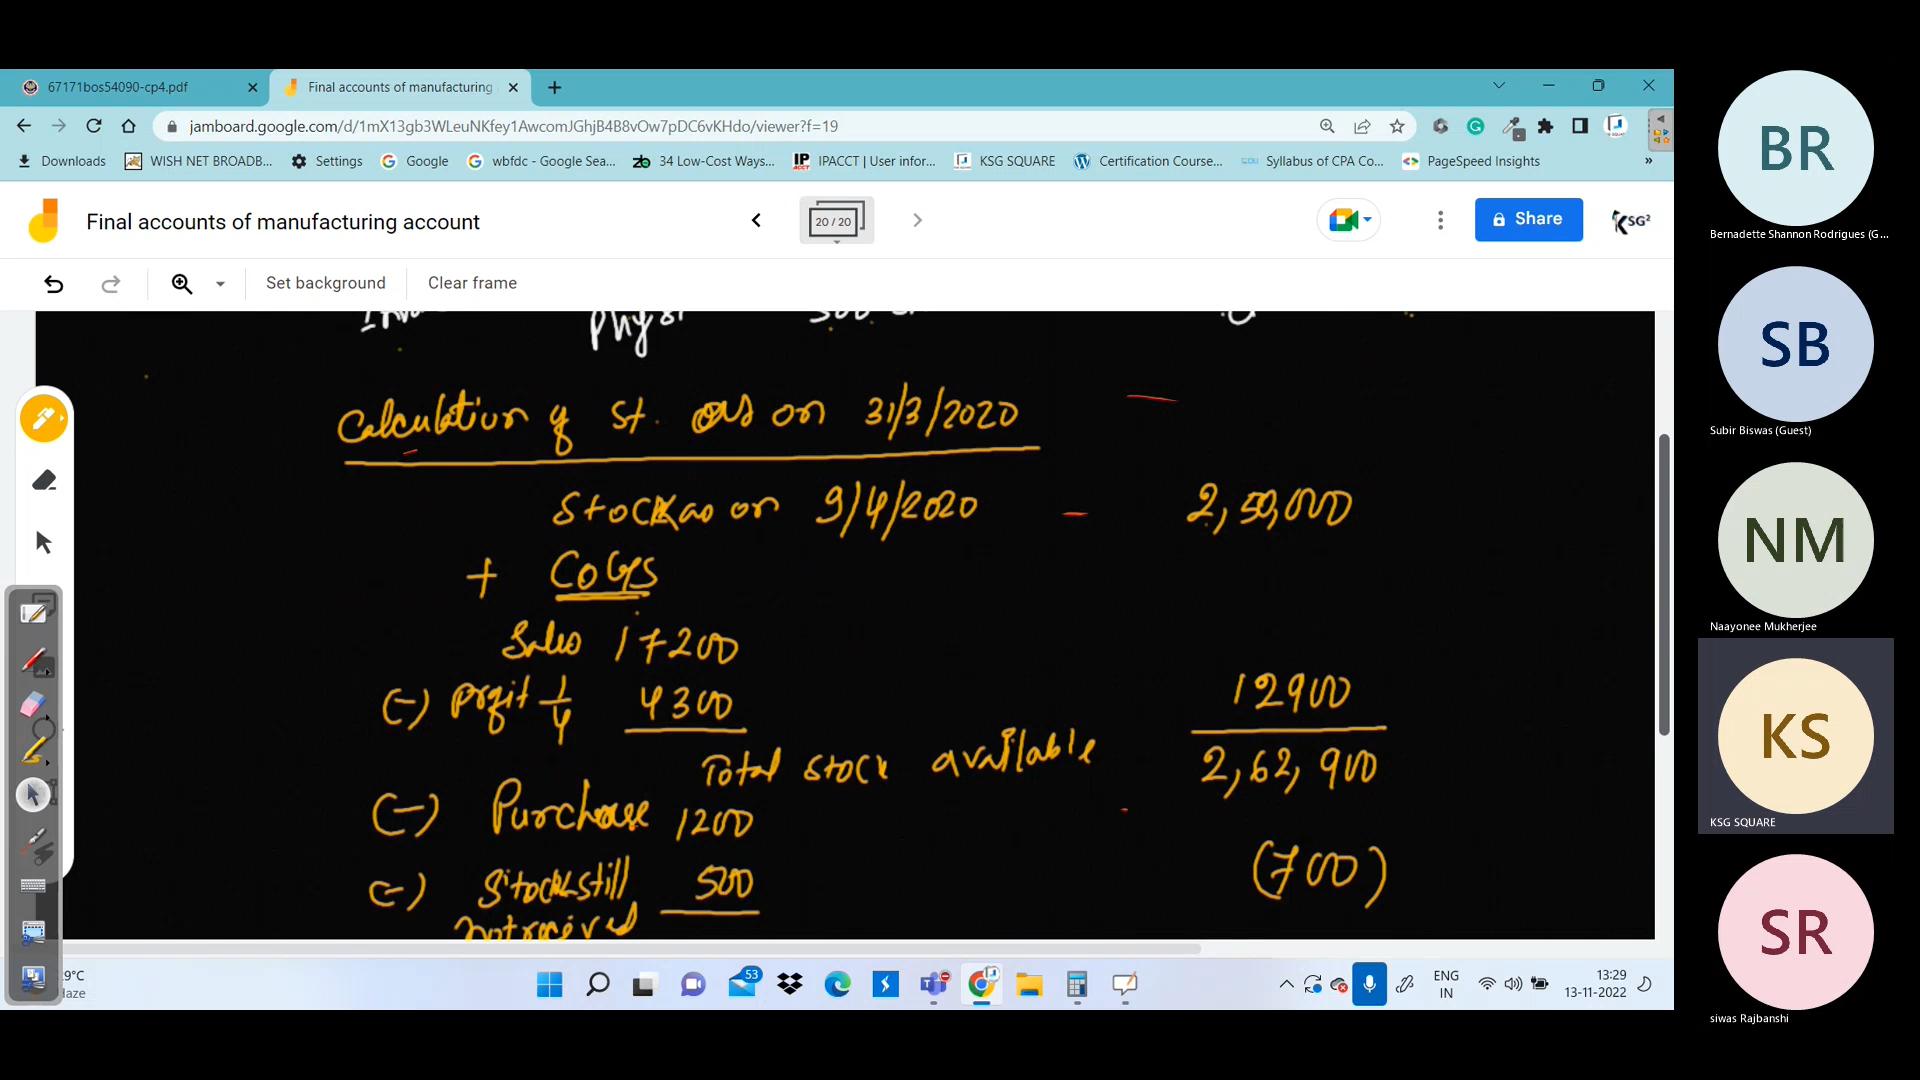 67171bos54090-cp4.pdf
Final accounts of manufacturing
jamboard.google.com/d/1mX13gb3WLeuNKfey1AwcomJGhjB4B8vOw7pDC6vKHdo/viewer?f=19
Downloads WISH NET BROADB... Settings Google wbfdc - Google Sea... 34 Low-Cost Ways... IPACCT | User infor... KSG SQUARE Certification Course... Syllabus of CPA Co... PageSpeed Insights »
Final accounts of manufacturing account
20 / 20
Share
KSG²
Set background Clear frame
Calculation of St. as on 31/3/2020
Stock as on 9/4/2020 - 2,50,000
+ COGS
Sales 17200
(-) Profit 1/4 4300 12900
Total stock available 2,62,900
(-) Purchase 1200
(-) Stock still 500 (700)
not received
BR
Bernadette Shannon Rodrigues (G...
SB
Subir Biswas (Guest)
NM
Naayonee Mukherjee
KS
KSG SQUARE
SR
siwas Rajbanshi
9°C
53
ENG
IN
13:29
13-11-2022